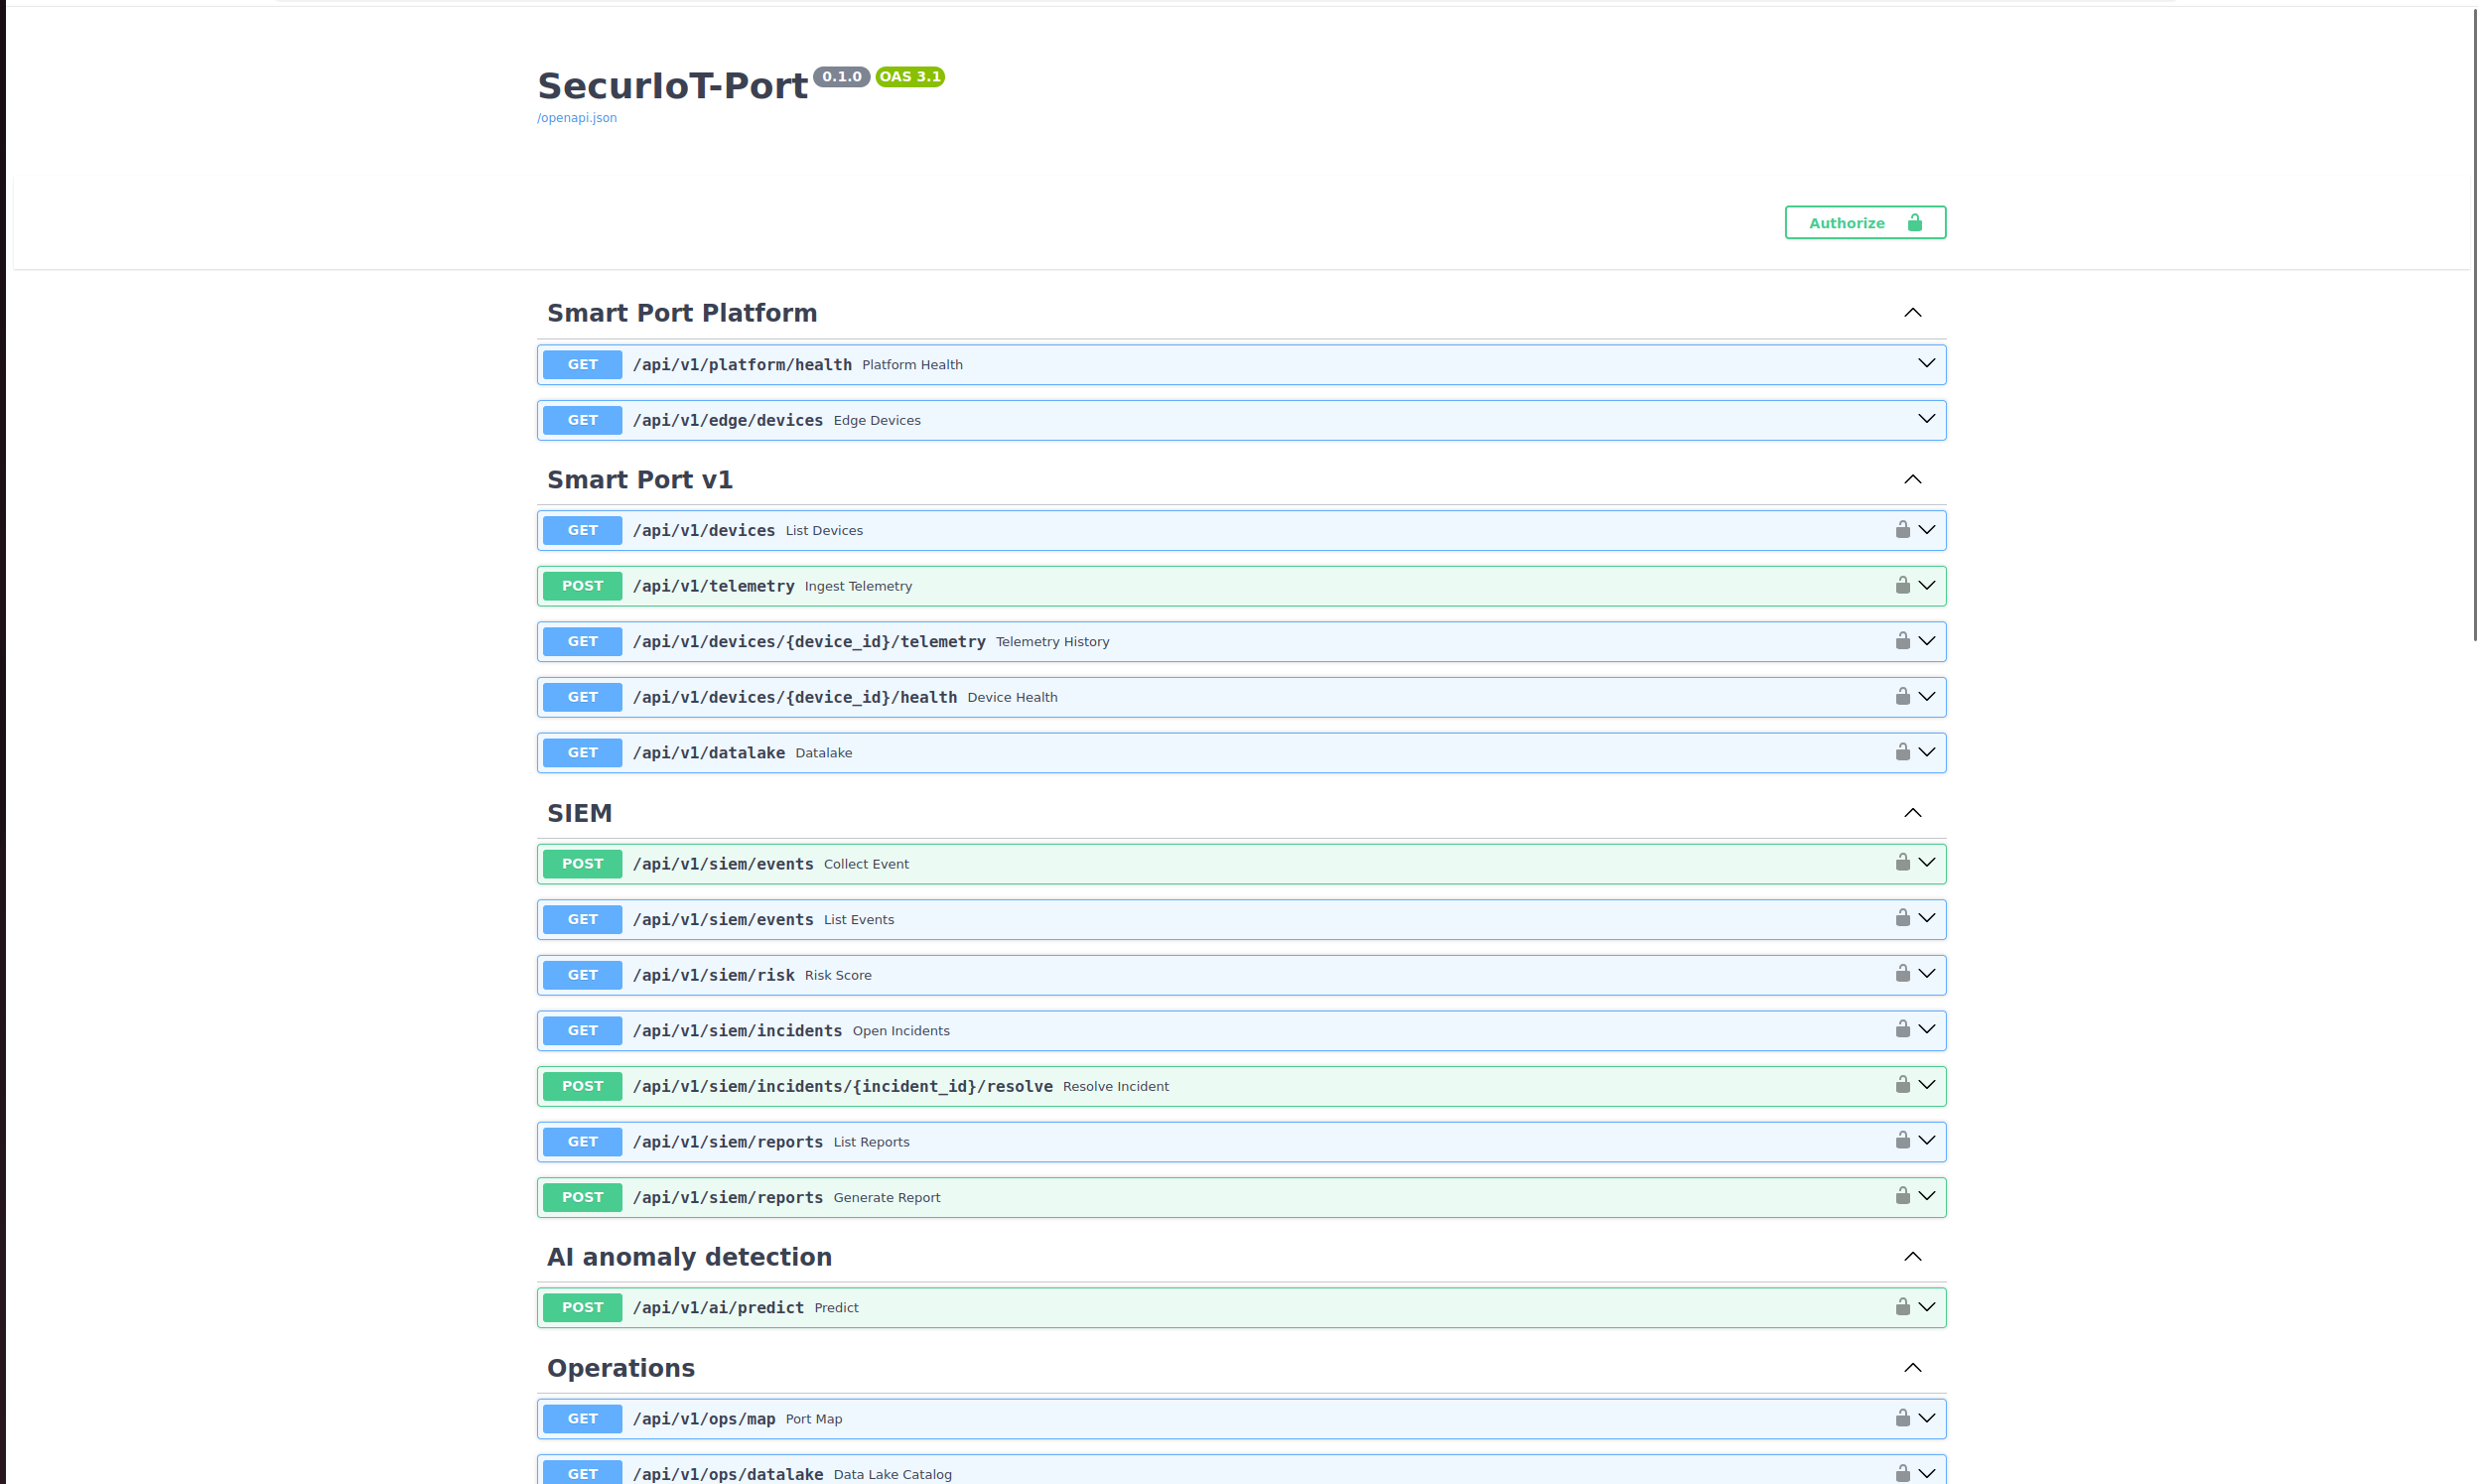 SecurIoT-Port 0.1.0 OAS 3.1
/openapi.json
Authorize
Smart Port Platform
GET /api/v1/platform/health Platform Health
GET /api/v1/edge/devices Edge Devices
Smart Port v1
GET /api/v1/devices List Devices
POST /api/v1/telemetry Ingest Telemetry
GET /api/v1/devices/{device_id}/telemetry Telemetry History
GET /api/v1/devices/{device_id}/health Device Health
GET /api/v1/datalake Datalake
SIEM
POST /api/v1/siem/events Collect Event
GET /api/v1/siem/events List Events
GET /api/v1/siem/risk Risk Score
GET /api/v1/siem/incidents Open Incidents
POST /api/v1/siem/incidents/{incident_id}/resolve Resolve Incident
GET /api/v1/siem/reports List Reports
POST /api/v1/siem/reports Generate Report
AI anomaly detection
POST /api/v1/ai/predict Predict
Operations
GET /api/v1/ops/map Port Map
GET /api/v1/ops/datalake Data Lake Catalog